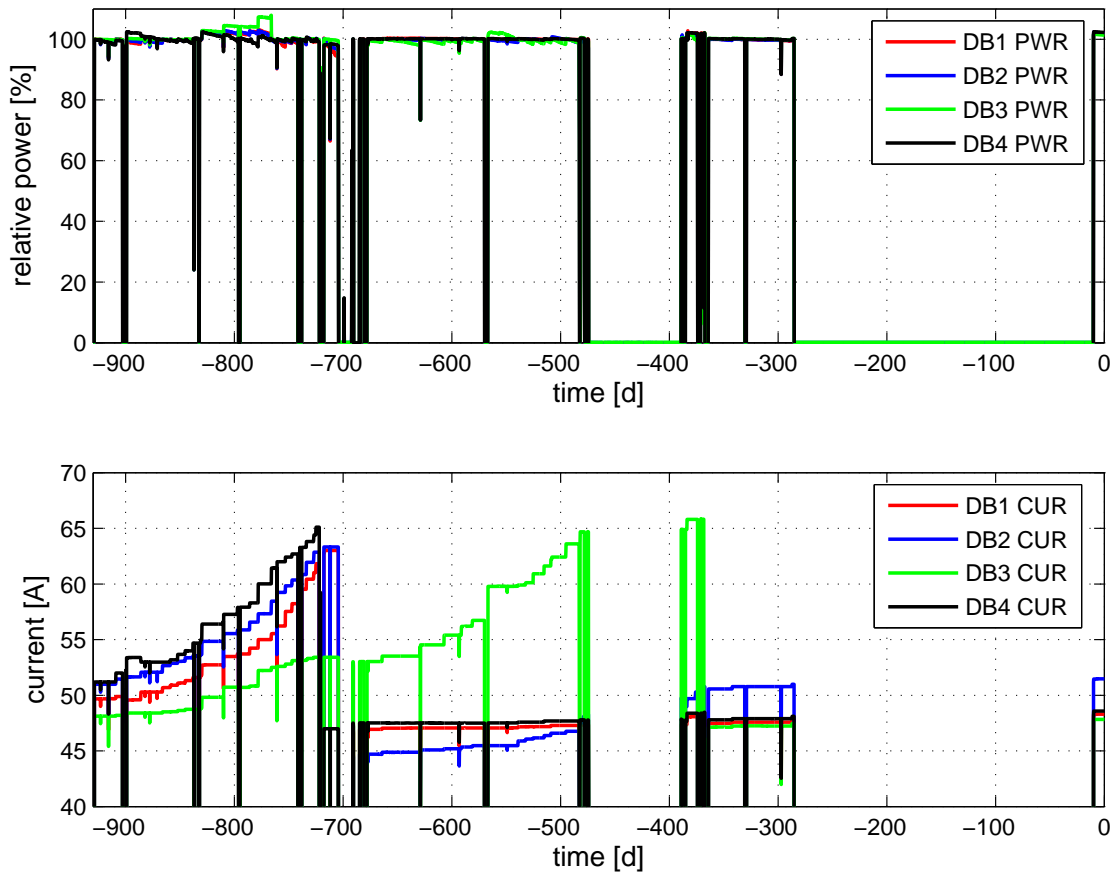 relative power [%]
100
80
60
40
20
0
−900 −800 −700 −600 −500 −400 −300 −200 −100 0
time [d]
DB1 PWR
DB2 PWR
DB3 PWR
DB4 PWR
current [A]
70
65
60
55
50
45
40
−900 −800 −700 −600 −500 −400 −300 −200 −100 0
time [d]
DB1 CUR
DB2 CUR
DB3 CUR
DB4 CUR